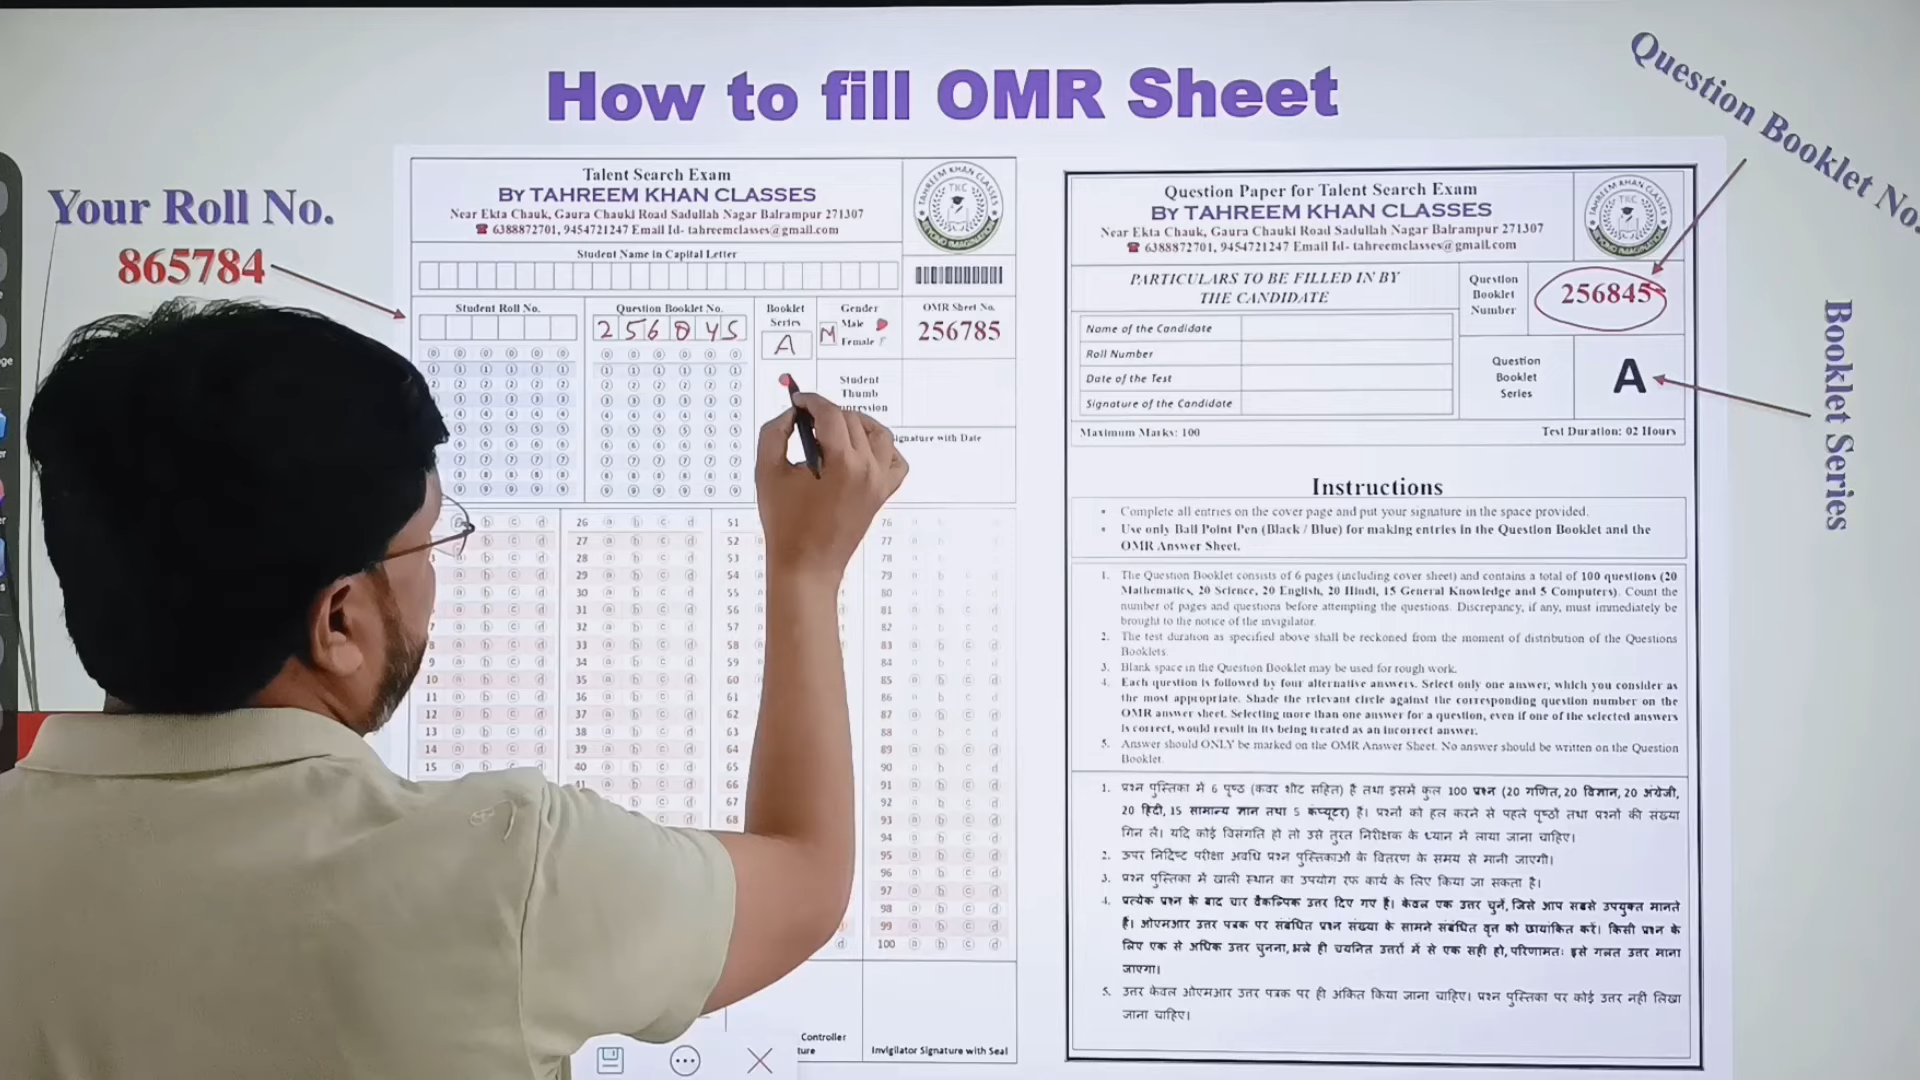 How to fill OMR Sheet
Your Roll No.
865784
Question Booklet No.
Booklet Series
Talent Search Exam
BY TAHREEM KHAN CLASSES
Near Ekta Chauk, Gaura Chauki Road Sadullah Nagar Balrampur 271307
☎ 6388872701, 9454721247 Email Id- tahreemclasses@gmail.com
Student Name in Capital Letter
Student Roll No.
Question Booklet No.
2 5 6 8 4 5
Booklet
Series
A
Gender
M Male
Female F
OMR Sheet No.
256785
Student
Thumb
Signature with Date
Controller
Invigilator Signature with Seal
Question Paper for Talent Search Exam
BY TAHREEM KHAN CLASSES
Near Ekta Chauk, Gaura Chauki Road Sadullah Nagar Balrampur 271307
☎ 6388872701, 9454721247 Email Id- tahreemclasses@gmail.com
PARTICULARS TO BE FILLED IN BY
THE CANDIDATE
Name of the Candidate
Roll Number
Date of the Test
Signature of the Candidate
Question
Booklet
Number
256845
Question
Booklet
Series
A
Maximum Marks: 100
Test Duration: 02 Hours
Instructions
• Complete all entries on the cover page and put your signature in the space provided.
• Use only Ball Point Pen (Black / Blue) for making entries in the Question Booklet and the
OMR Answer Sheet.
1. The Question Booklet consists of 6 pages (including cover sheet) and contains a total of 100 questions (20
Mathematics, 20 Science, 20 English, 20 Hindi, 15 General Knowledge and 5 Computers). Count the
number of pages and questions before attempting the questions. Discrepancy, if any, must immediately be
brought to the notice of the invigilator.
2. The test duration as specified above shall be reckoned from the moment of distribution of the Questions
Booklets.
3. Blank space in the Question Booklet may be used for rough work.
4. Each question is followed by four alternative answers. Select only one answer, which you consider as
the most appropriate. Shade the relevant circle against the corresponding question number on the
OMR answer sheet. Selecting more than one answer for a question, even if one of the selected answers
is correct, would result in its being treated as an incorrect answer.
5. Answer should ONLY be marked on the OMR Answer Sheet. No answer should be written on the Question
Booklet.
1. प्रश्न पुस्तिका में 6 पृष्ठ (कवर शीट सहित) है तथा इसमें कुल 100 प्रश्न (20 गणित, 20 विज्ञान, 20 अंग्रेजी,
20 हिंदी, 15 सामान्य ज्ञान तथा 5 कंप्यूटर) है। प्रश्नों को हल करने से पहले पृष्ठों तथा प्रश्नों की संख्या
गिन लें। यदि कोई विसंगति हो तो उसे तुरंत निरीक्षक के ध्यान में लाया जाना चाहिए।
2. ऊपर निर्दिष्ट परीक्षा अवधि प्रश्न पुस्तिकाओं के वितरण के समय से मानी जाएगी।
3. प्रश्न पुस्तिका में खाली स्थान का उपयोग रफ कार्य के लिए किया जा सकता है।
4. प्रत्येक प्रश्न के बाद चार वैकल्पिक उत्तर दिए गए हैं। केवल एक उत्तर चुनें, जिसे आप सबसे उपयुक्त मानते
हैं। ओएमआर उत्तर पत्रक पर संबंधित प्रश्न संख्या के सामने संबंधित वृत्त को छायांकित करें। किसी प्रश्न के
लिए एक से अधिक उत्तर चुनना, भले ही चयनित उत्तरों में से एक सही हो, परिणामतः इसे गलत उत्तर माना
जाएगा।
5. उत्तर केवल ओएमआर उत्तर पत्रक पर ही अंकित किया जाना चाहिए। प्रश्न पुस्तिका पर कोई उत्तर नहीं लिखा
जाना चाहिए।